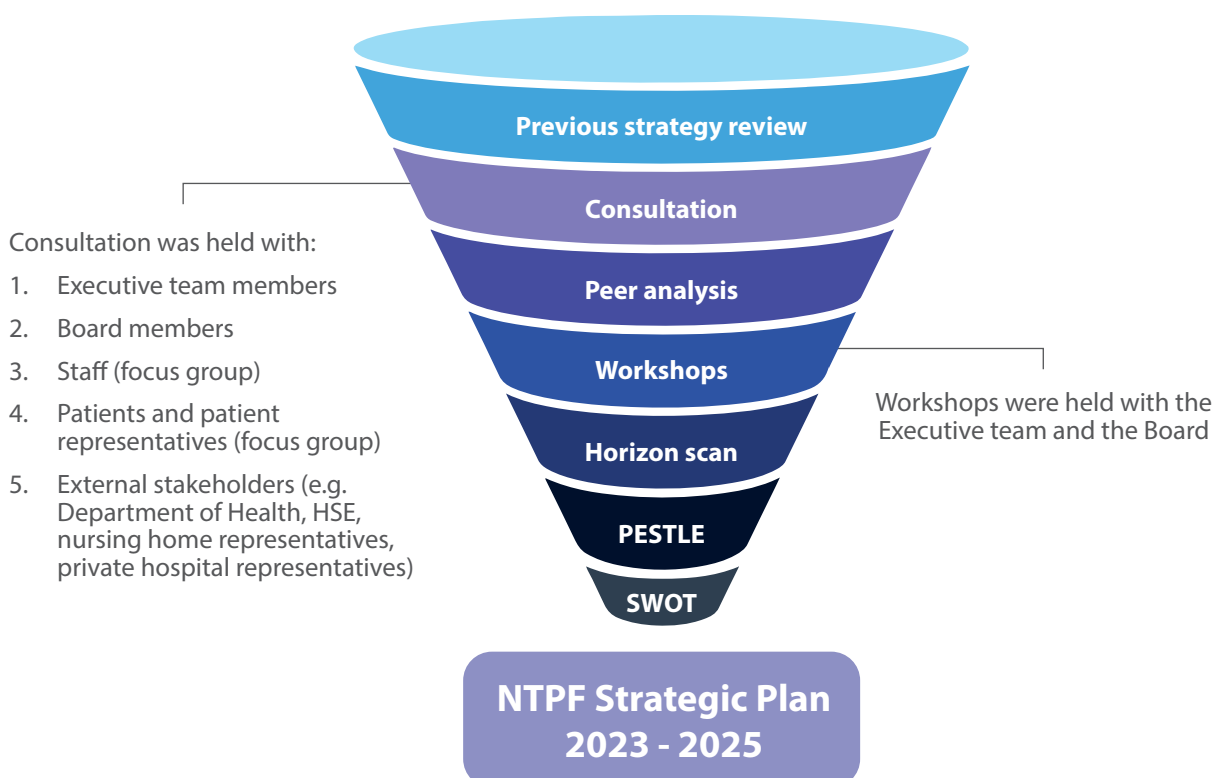 Previous strategy review
Consultation
Peer analysis
Workshops
Horizon scan
PESTLE
SWOT
Consultation was held with:
1. Executive team members
2. Board members
3. Staff (focus group)
4. Patients and patient
representatives (focus group)
5. External stakeholders (e.g.
Department of Health, HSE,
nursing home representatives,
private hospital representatives)
Workshops were held with the
Executive team and the Board
NTPF Strategic Plan
2023 - 2025